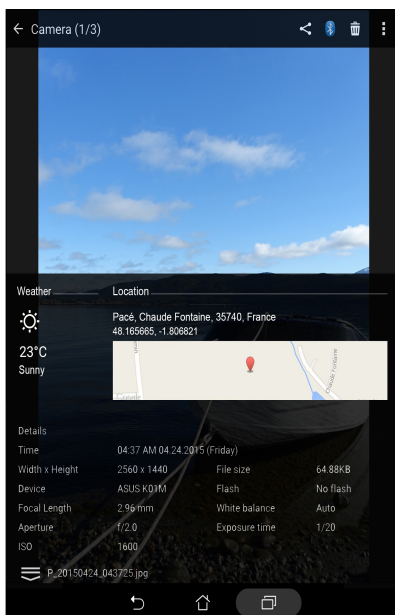 Camera (1/3)
Weather Location
Pacé, Chaude Fontaine, 35740, France
48.165665, -1.806821
23°C
Sunny
Chaude Fontaine
Google
Details
Time 04:37 AM 04.24.2015 (Friday)
Width x Height 2560 x 1440 File size 64.88KB
Device ASUS K01M Flash No flash
Focal Length 2.96 mm White balance Auto
Aperture f/2.0 Exposure time 1/20
ISO 1600
P_20150424_043725.jpg